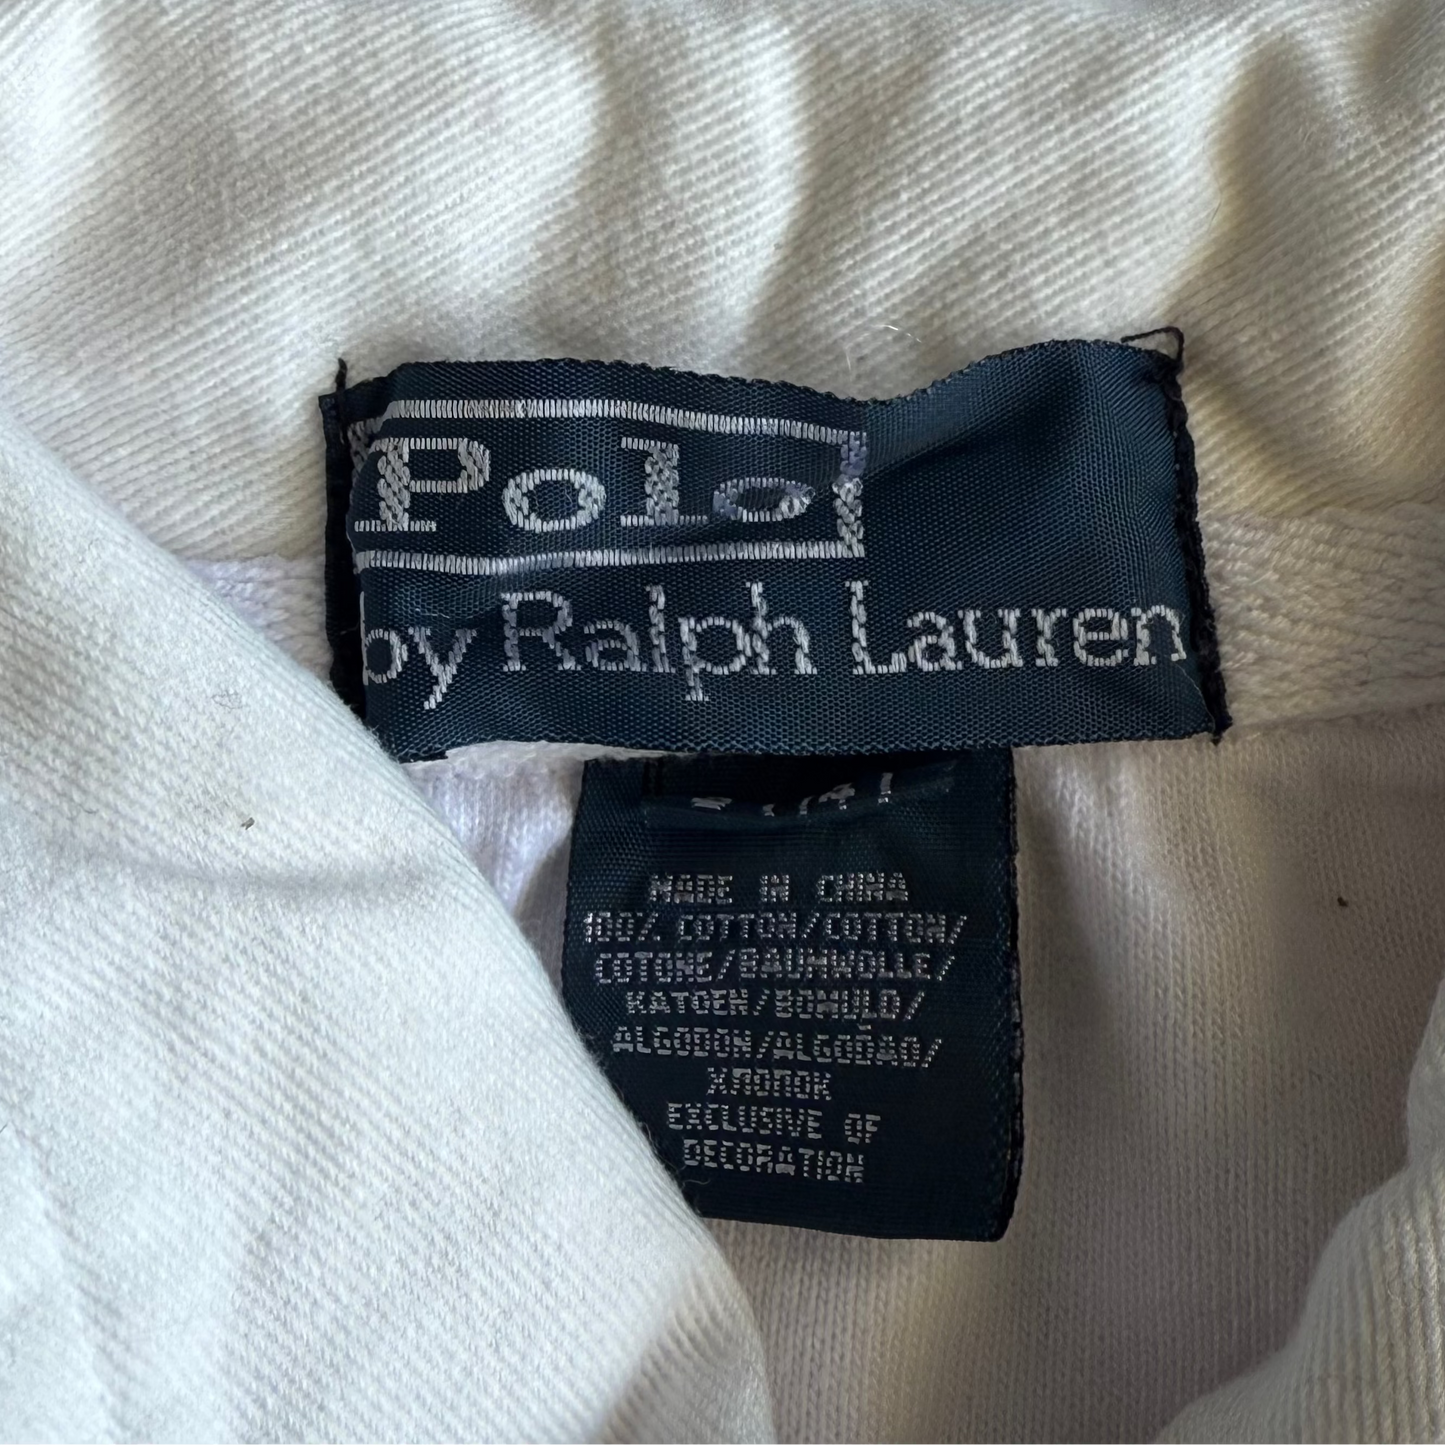 Polo
by Ralph Lauren
MADE IN CHINA
100% COTTON/COTTON/
COTONE/BAUMWOLLE/
KATOEN/BOMULD/
ALGODON/ALGODÃO/
ХЛОПОК
EXCLUSIVE OF
DECORATION